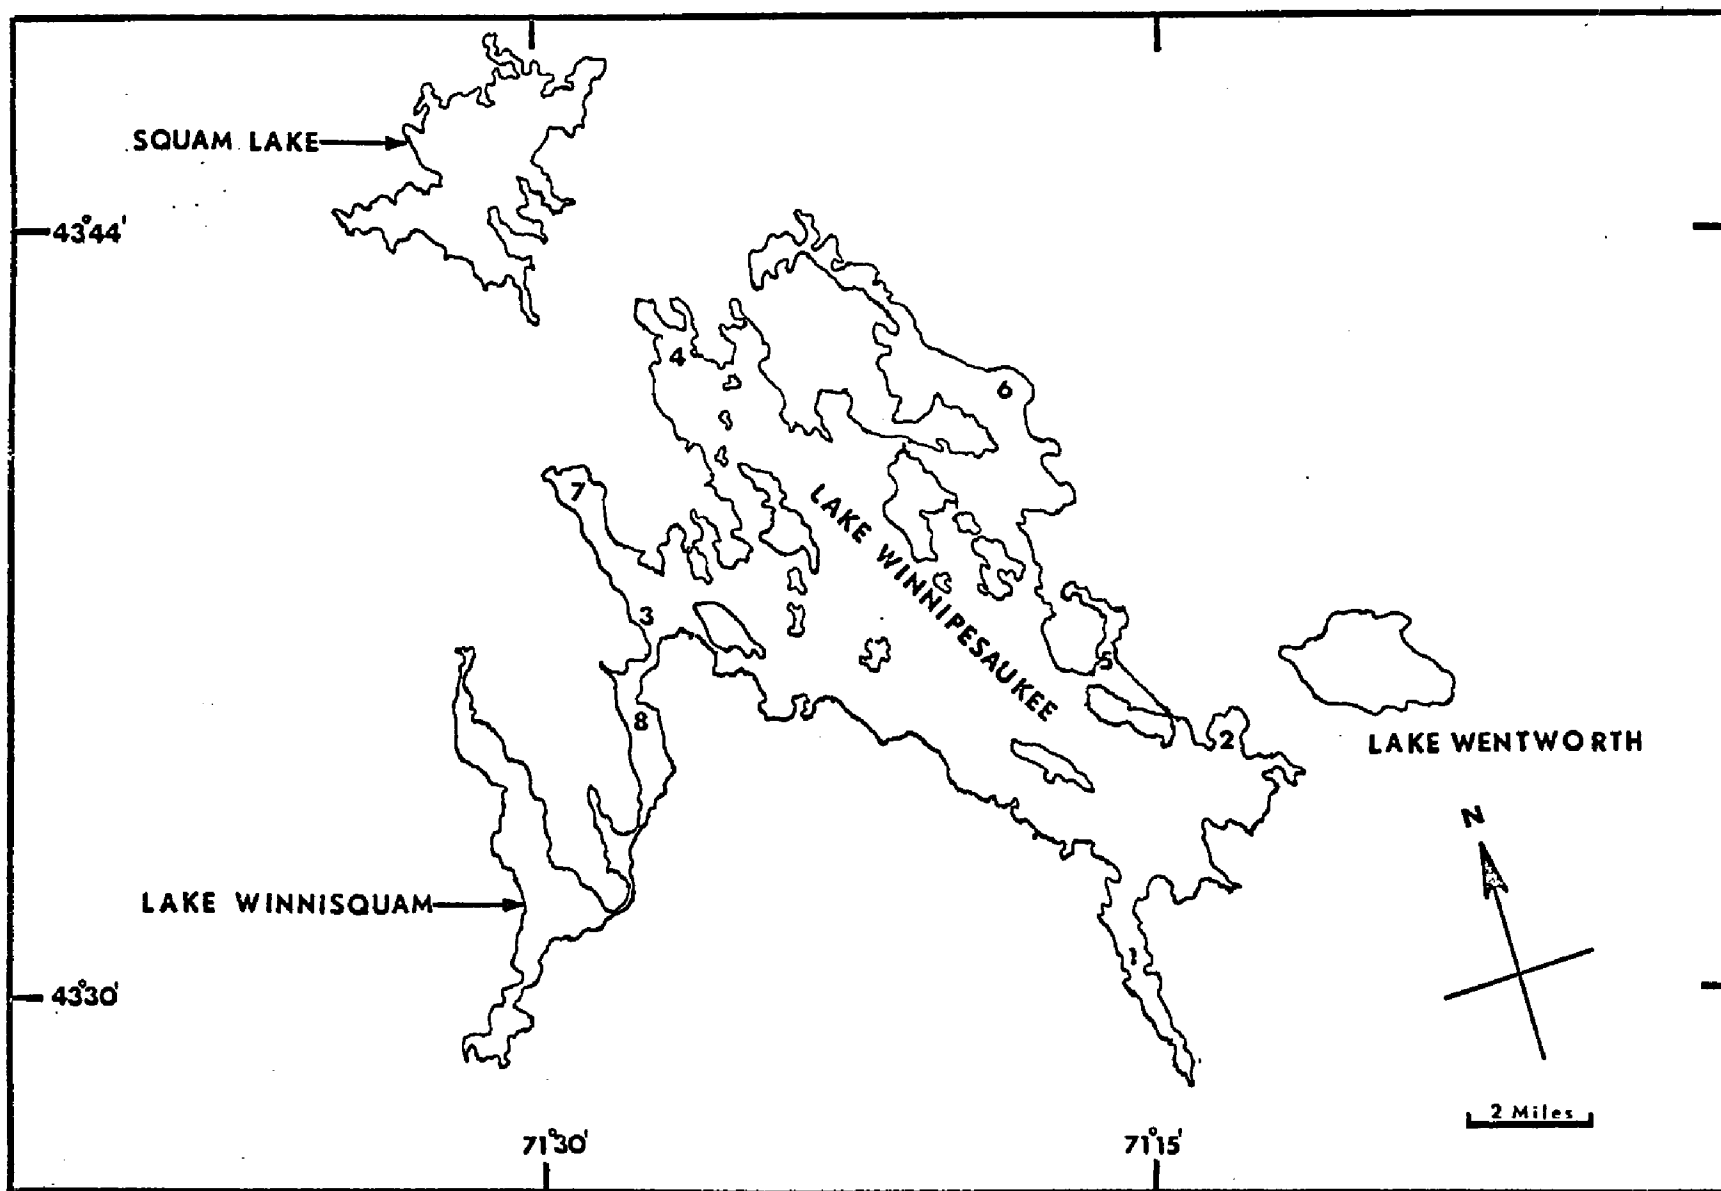 SQUAM LAKE
43°44'
4
6
7
LAKE WINNIPESAUKEE
3
5
8
2
LAKE WENTWORTH
N
LAKE WINNISQUAM
1
43°30'
2 Miles
71°30'
71°15'